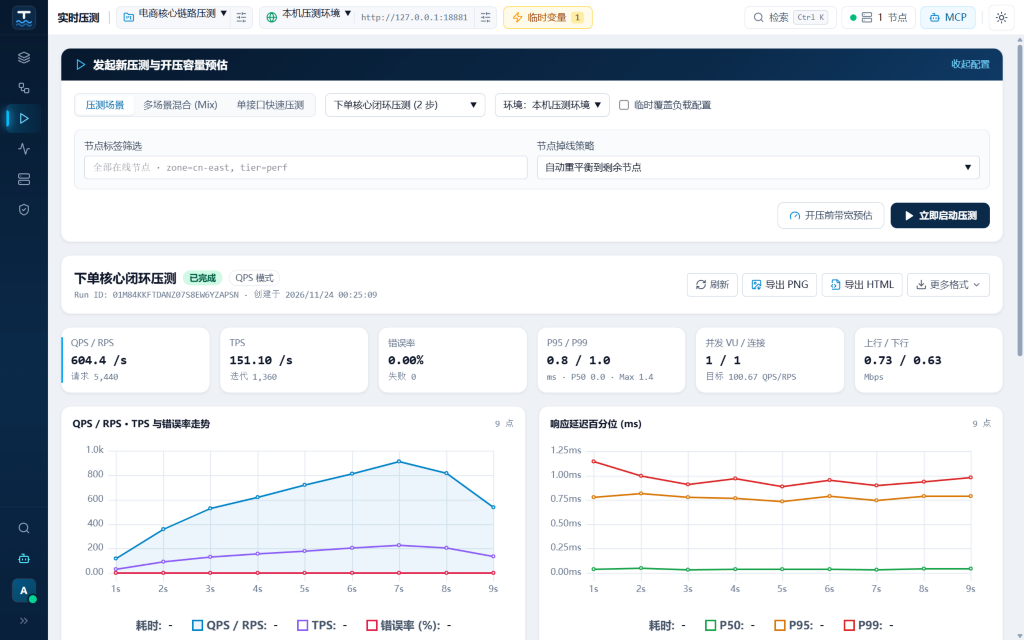 实时压测
电商核心链路压测 ▼
本机压测环境 ▼
http://127.0.0.1:18881
临时变量 1
检索 Ctrl K
1 节点
MCP
发起新压测与开压容量预估
收起配置
压测场景 多场景混合 (Mix) 单接口快速压测
下单核心闭环压测 (2 步) ▼
环境: 本机压测环境 ▼
临时覆盖负载配置
节点标签筛选
节点掉线策略
全部在线节点 · zone=cn-east, tier=perf
自动重平衡到剩余节点 ▼
开压前带宽预估
立即启动压测
下单核心闭环压测 已完成 QPS 模式
Run ID: 01M84KKFTDANZ07S8EW6YZAPSN · 创建于 2026/11/24 00:25:09
刷新
导出 PNG
导出 HTML
更多格式
QPS / RPS
604.4 /s
请求 5,440
TPS
151.10 /s
迭代 1,360
错误率
0.00%
失败 0
P95 / P99
0.8 / 1.0
ms · P50 0.0 · Max 1.4
并发 VU / 连接
1 / 1
目标 100.67 QPS/RPS
上行 / 下行
0.73 / 0.63
Mbps
QPS / RPS · TPS 与错误率走势
9 点
1.0k
800
600
400
200
0.00
1s 2s 3s 4s 5s 6s 7s 8s 9s
耗时: - QPS / RPS: - TPS: - 错误率 (%): -
响应延迟百分位 (ms)
9 点
1.25ms
1.00ms
0.75ms
0.50ms
0.25ms
0.00ms
1s 2s 3s 4s 5s 6s 7s 8s 9s
耗时: - P50: - P95: - P99: -
A